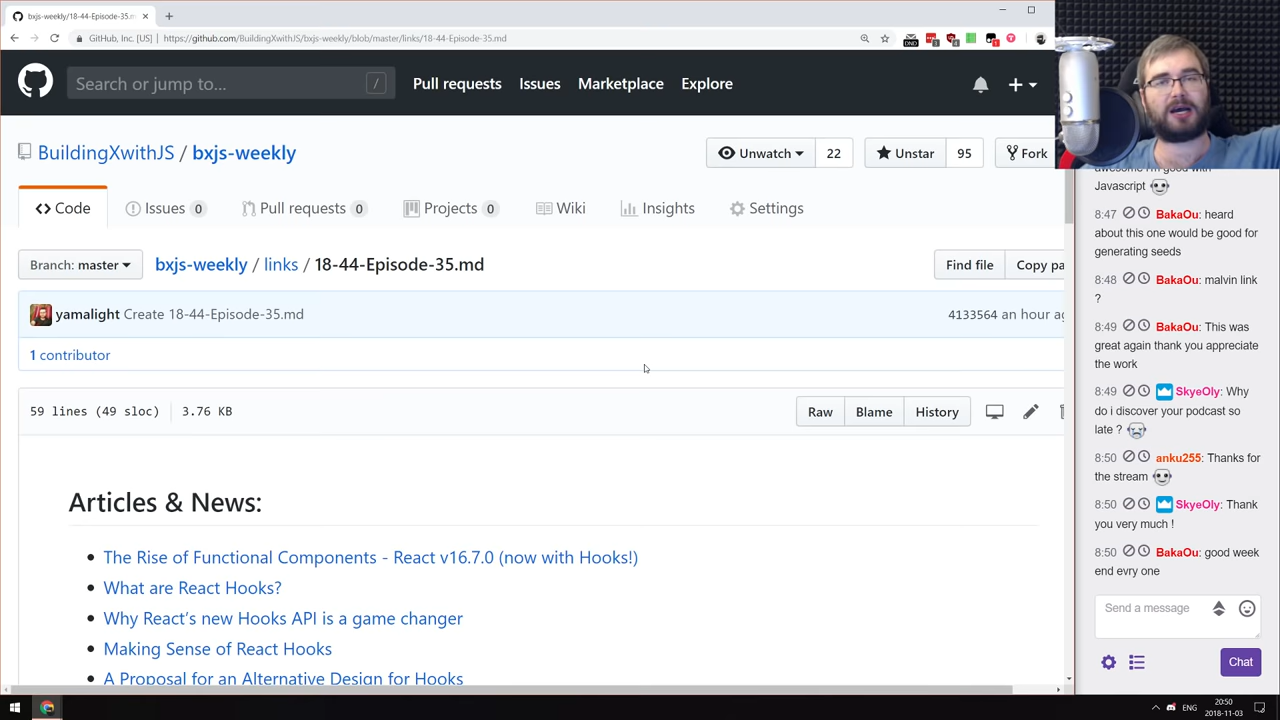 bxjs-weekly/18-44-Episode-35.md
GitHub, Inc. [US] | https://github.com/BuildingXwithJS/bxjs-weekly/blob/master/links/18-44-Episode-35.md
Search or jump to...
/
Pull requests
Issues
Marketplace
Explore
BuildingXwithJS / bxjs-weekly
Unwatch 22
Unstar 95
Fork
Code
Issues 0
Pull requests 0
Projects 0
Wiki
Insights
Settings
Branch: master
bxjs-weekly / links / 18-44-Episode-35.md
Find file
Copy pa
yamalight Create 18-44-Episode-35.md
4133564 an hour ag
1 contributor
59 lines (49 sloc)
3.76 KB
Raw
Blame
History
Articles & News:
The Rise of Functional Components - React v16.7.0 (now with Hooks!)
What are React Hooks?
Why React’s new Hooks API is a game changer
Making Sense of React Hooks
A Proposal for an Alternative Design for Hooks
awesome I'm good with
Javascript
8:47 BakaOu: heard
about this one would be good for
generating seeds
8:48 BakaOu: malvin link
?
8:49 BakaOu: This was
great again thank you appreciate
the work
8:49 SkyeOly: Why
do i discover your podcast so
late ?
8:50 anku255: Thanks for
the stream
8:50 SkyeOly: Thank
you very much !
8:50 BakaOu: good week
end evry one
Send a message
Chat
ENG
20:50
2018-11-03